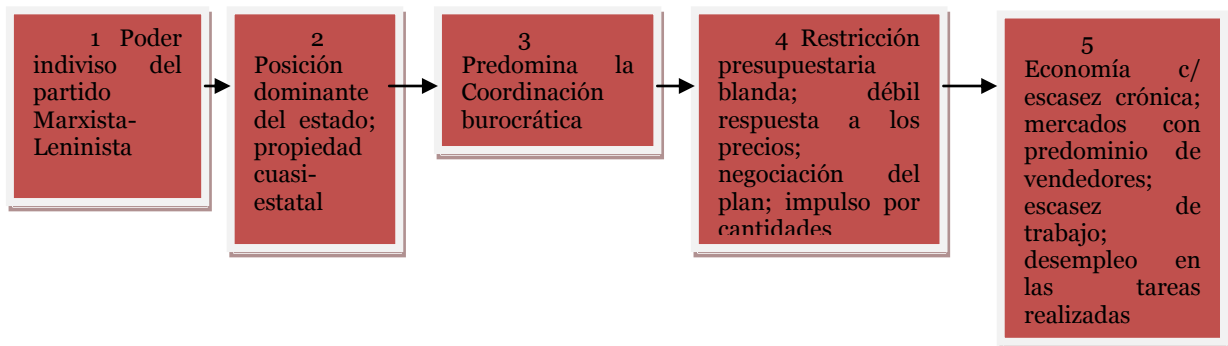 1 Poder
indiviso del
partido
Marxista-
Leninista
2
Posición
dominante
del estado;
propiedad
cuasi-
estatal
3
Predomina la
Coordinación
burocrática
4 Restricción
presupuestaria
blanda; débil
respuesta a los
precios;
negociación del
plan; impulso por
cantidades
5
Economía c/
escasez crónica;
mercados con
predominio de
vendedores;
escasez de
trabajo;
desempleo en
las tareas
realizadas